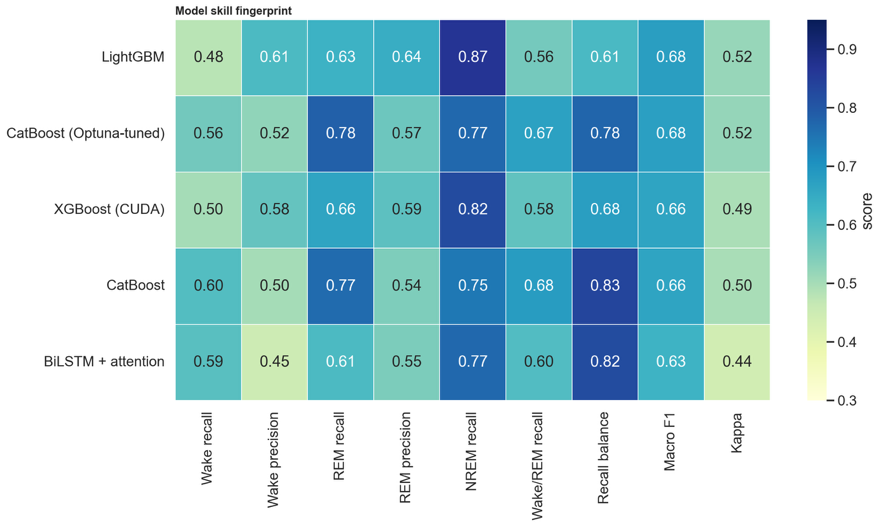 Model skill fingerprint
LightGBM 0.48 0.61 0.63 0.64 0.87 0.56 0.61 0.68 0.52
CatBoost (Optuna-tuned) 0.56 0.52 0.78 0.57 0.77 0.67 0.78 0.68 0.52
XGBoost (CUDA) 0.50 0.58 0.66 0.59 0.82 0.58 0.68 0.66 0.49
CatBoost 0.60 0.50 0.77 0.54 0.75 0.68 0.83 0.66 0.50
BiLSTM + attention 0.59 0.45 0.61 0.55 0.77 0.60 0.82 0.63 0.44
Wake recall
Wake precision
REM recall
REM precision
NREM recall
Wake/REM recall
Recall balance
Macro F1
Kappa
0.9
0.8
0.7
0.6
0.5
0.4
0.3
score